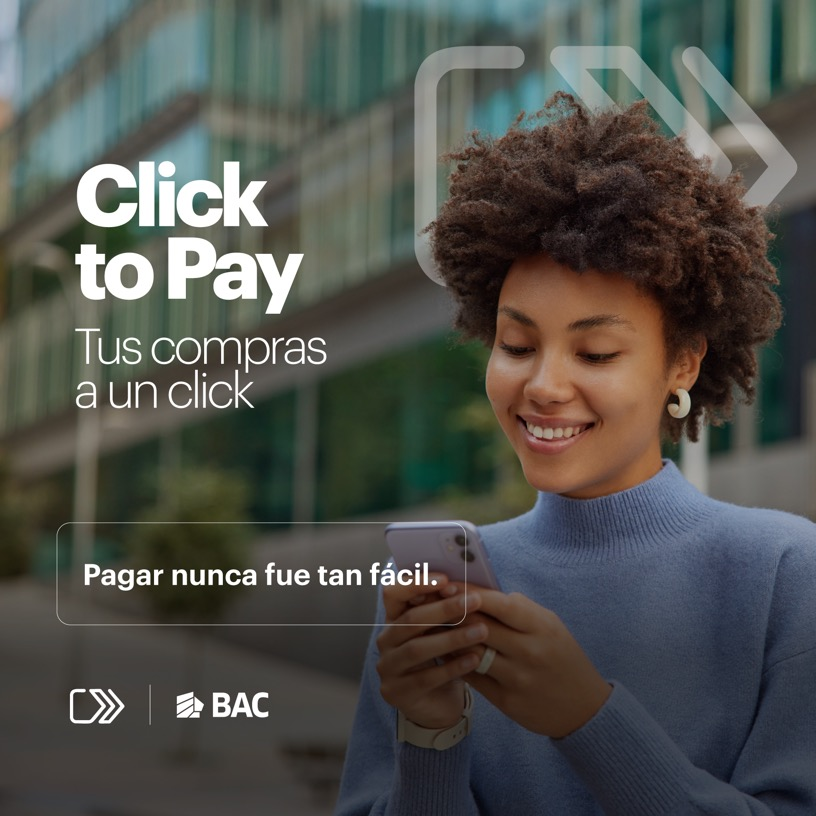 Click
to Pay
Tus compras
a un click
Pagar nunca fue tan fácil.
BAC